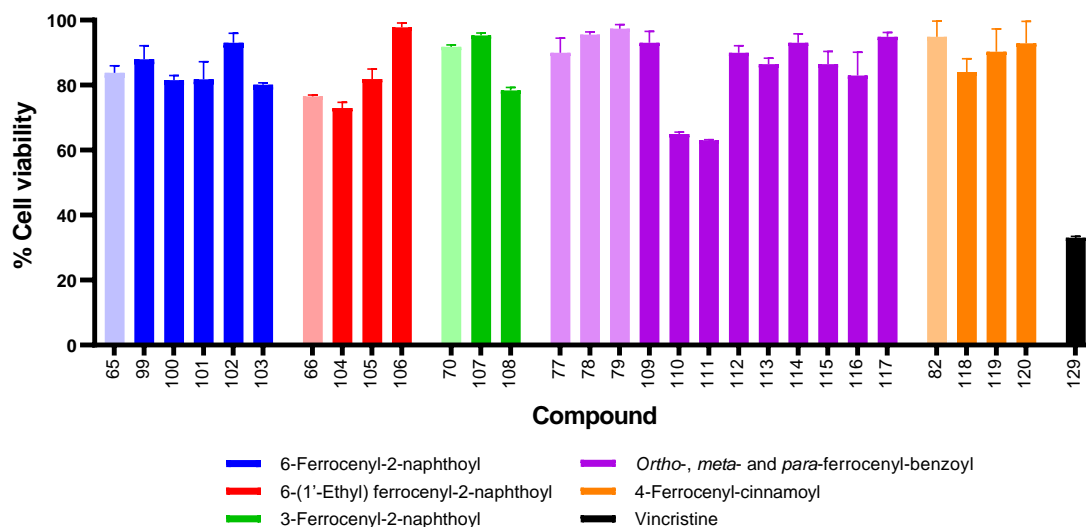 % Cell viability
100
80
60
40
20
0
65 99 100 101 102 103 66 104 105 106 70 107 108 77 78 79 109 110 111 112 113 114 115 116 117 82 118 119 120 129
Compound
6-Ferrocenyl-2-naphthoyl
6-(1'-Ethyl) ferrocenyl-2-naphthoyl
3-Ferrocenyl-2-naphthoyl
Ortho-, meta- and para-ferrocenyl-benzoyl
4-Ferrocenyl-cinnamoyl
Vincristine